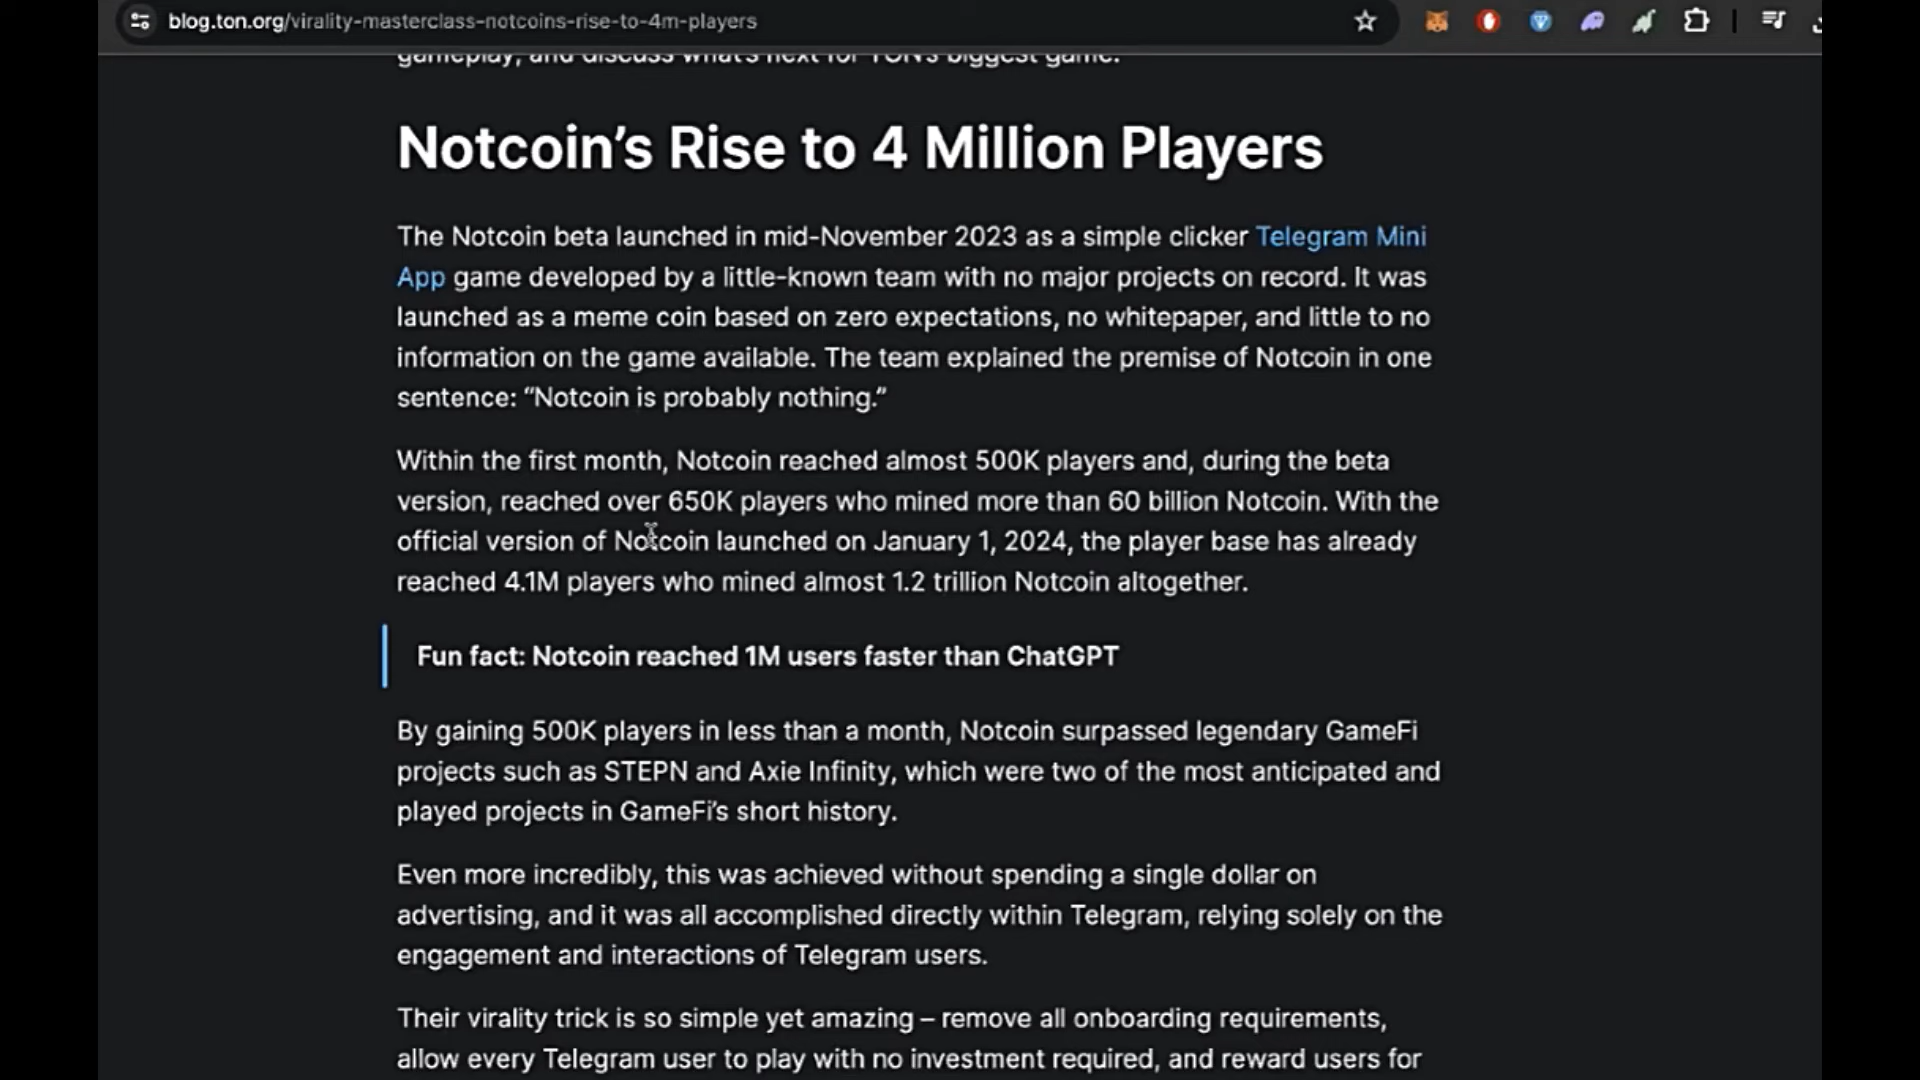 blog.ton.org/virality-masterclass-notcoins-rise-to-4m-players
gameplay, and discuss what's next for TON's biggest game.
Notcoin’s Rise to 4 Million Players
The Notcoin beta launched in mid-November 2023 as a simple clicker Telegram Mini
App game developed by a little-known team with no major projects on record. It was
launched as a meme coin based on zero expectations, no whitepaper, and little to no
information on the game available. The team explained the premise of Notcoin in one
sentence: “Notcoin is probably nothing.”
Within the first month, Notcoin reached almost 500K players and, during the beta
version, reached over 650K players who mined more than 60 billion Notcoin. With the
official version of Notcoin launched on January 1, 2024, the player base has already
reached 4.1M players who mined almost 1.2 trillion Notcoin altogether.
Fun fact: Notcoin reached 1M users faster than ChatGPT
By gaining 500K players in less than a month, Notcoin surpassed legendary GameFi
projects such as STEPN and Axie Infinity, which were two of the most anticipated and
played projects in GameFi’s short history.
Even more incredibly, this was achieved without spending a single dollar on
advertising, and it was all accomplished directly within Telegram, relying solely on the
engagement and interactions of Telegram users.
Their virality trick is so simple yet amazing – remove all onboarding requirements,
allow every Telegram user to play with no investment required, and reward users for